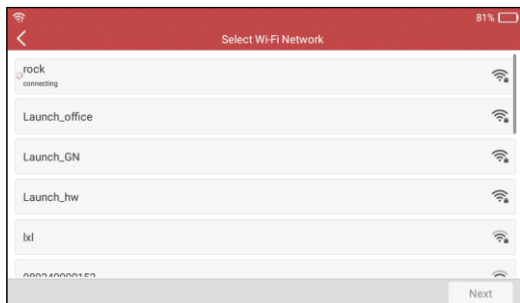 81%
Select Wi-Fi Network
rock
connecting
Launch_office
Launch_GN
Launch_hw
lxl
Next